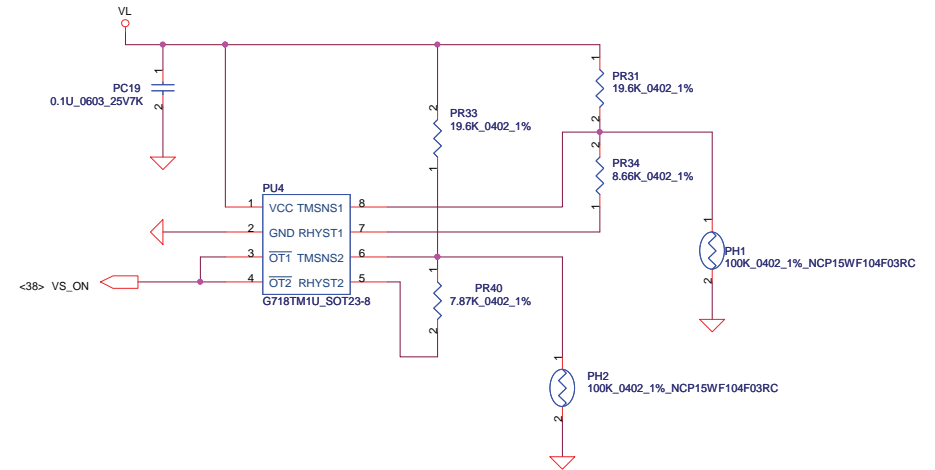 VL
1
PC19
0.1U_0603_25V7K
2
1
PR31
19.6K_0402_1%
2
2
PR33
19.6K_0402_1%
1
2
PR34
8.66K_0402_1%
1
PU4
1 VCC TMSNS1 8
2 GND RHYST1 7
3 OT1 TMSNS2 6
4 OT2 RHYST2 5
G718TM1U_SOT23-8
<38> VS_ON
1
PR40
7.87K_0402_1%
2
1
PH1
100K_0402_1%_NCP15WF104F03RC
2
1
PH2
100K_0402_1%_NCP15WF104F03RC
2